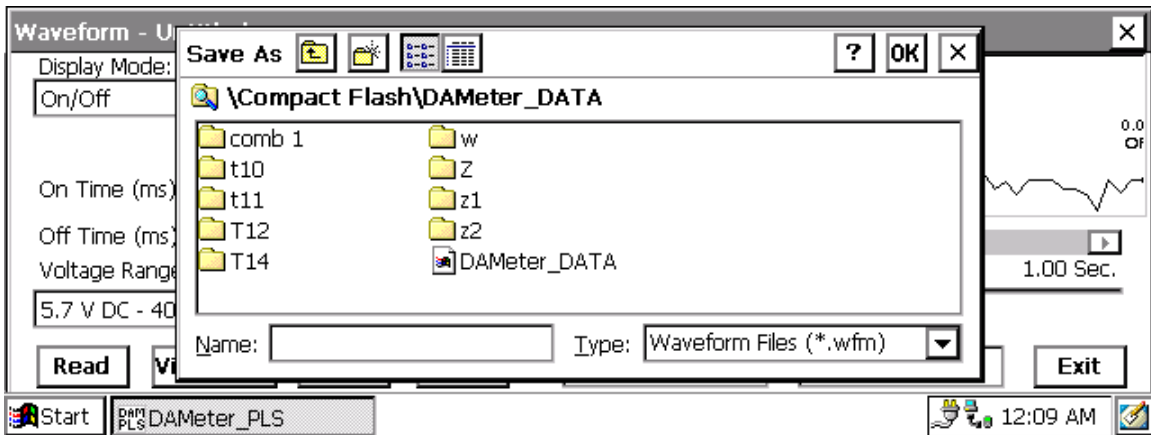 Waveform - U
Save As ? OK
Display Mode:
On/Off
\Compact Flash\DAMeter_DATA
comb 1 w
t10 Z
t11 z1
T12 z2
T14 DAMeter_DATA
0.0
On Time (ms)
Off Time (ms)
Voltage Range
1.00 Sec.
5.7 V DC - 40
Name: Type: Waveform Files (*.wfm)
Read Vi Exit
Start DAM PLS DAMeter_PLS 12:09 AM